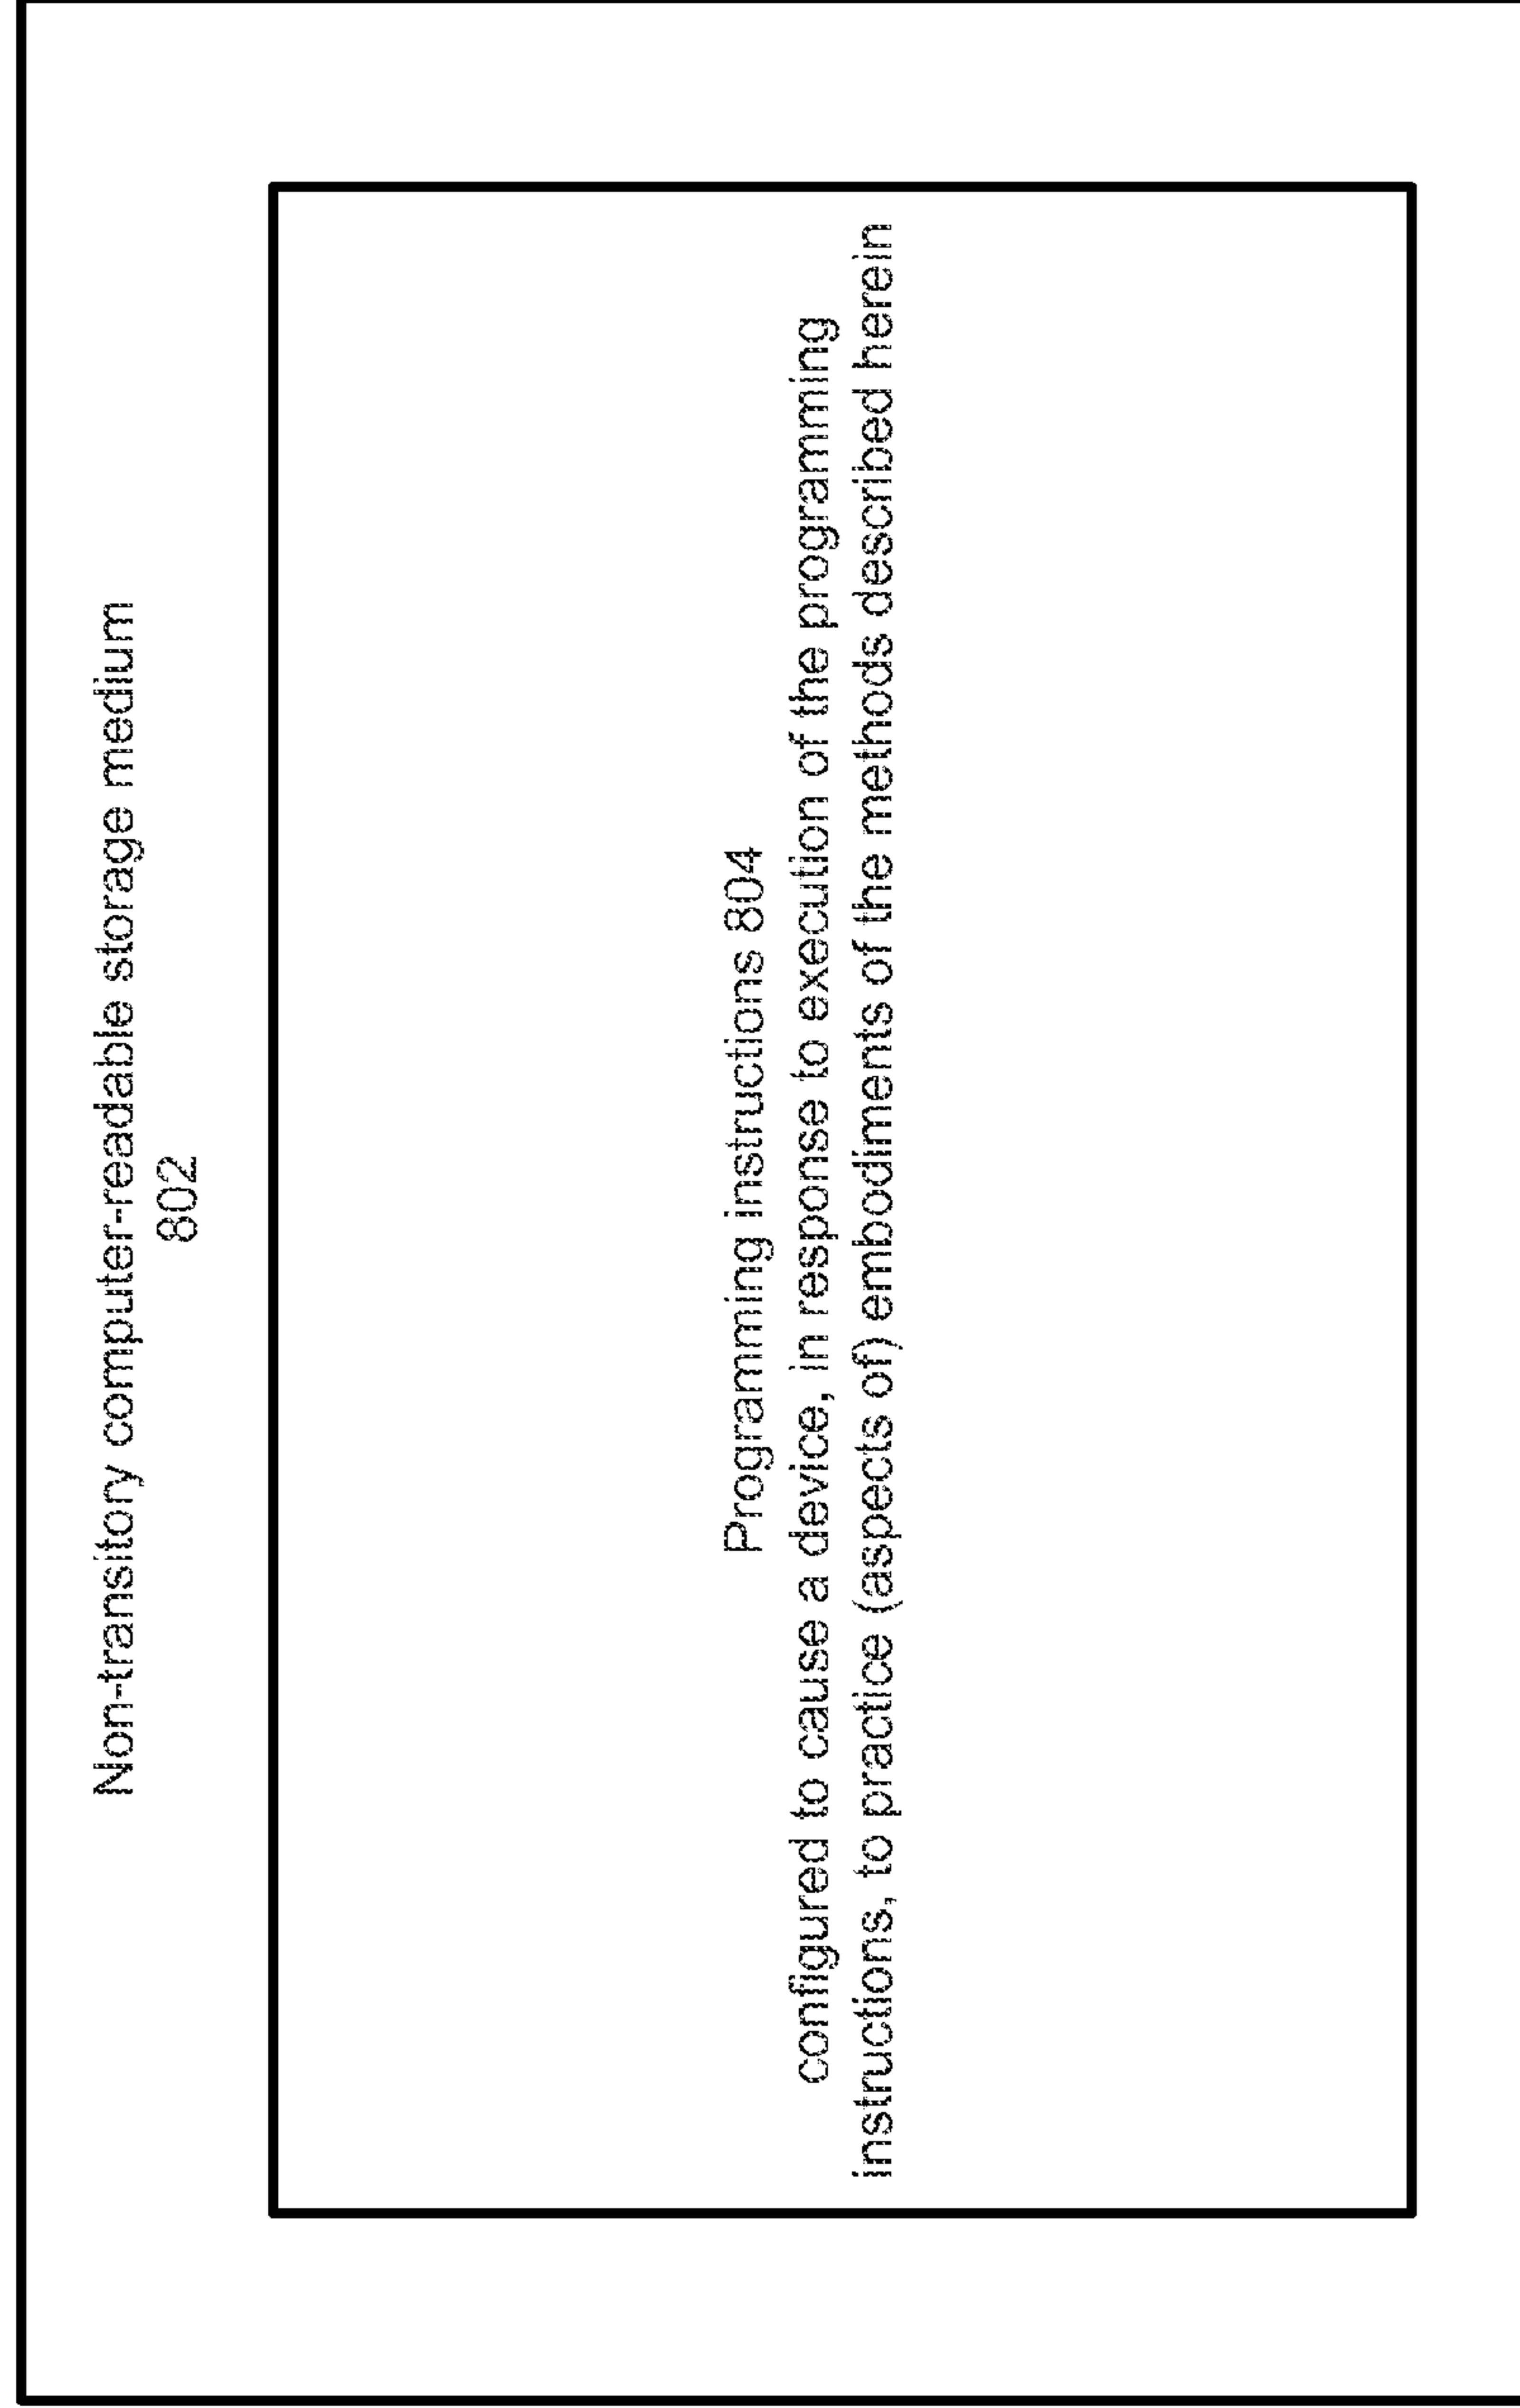 Non-transitory computer-readable storage medium
802
Programming instructions 804
configured to cause a device, in response to execution of the programming
instructions, to practice (aspects of) embodiments of the methods described herein